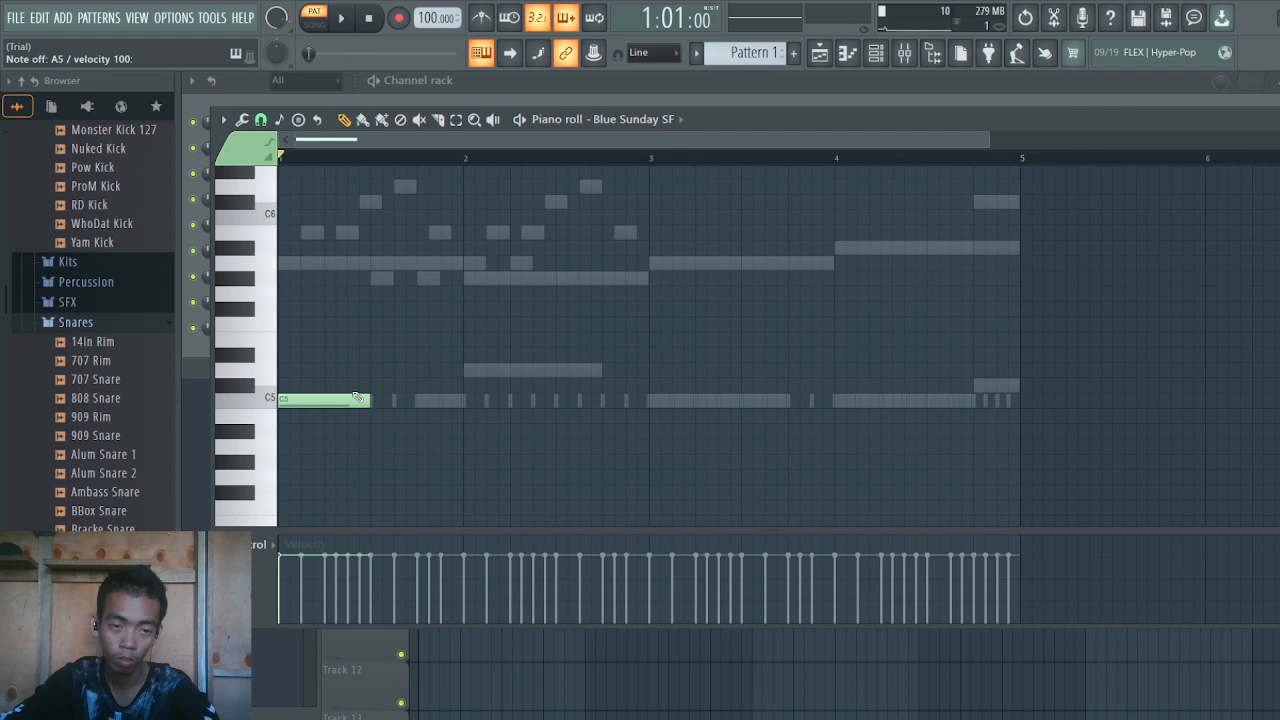 FILE EDIT ADD PATTERNS VIEW OPTIONS TOOLS HELP
(Trial)
Note off: A5 / velocity 100:
PAT
SONG
100.000
3.2.
1:01:00
B:S:T
10
279 MB
1
Line
Pattern 1
09/19 FLEX | Hyper-Pop
Browser
All
Channel rack
Piano roll - Blue Sunday SF
Monster Kick 127
Nuked Kick
Pow Kick
ProM Kick
RD Kick
WhoDat Kick
Yam Kick
Kits
Percussion
SFX
Snares
14in Rim
707 Rim
707 Snare
808 Snare
909 Rim
909 Snare
Alum Snare 1
Alum Snare 2
Ambass Snare
BBox Snare
Bracke Snare
1
2
3
4
5
6
C6
C5
C5
Velocity
Track 12
Track 13